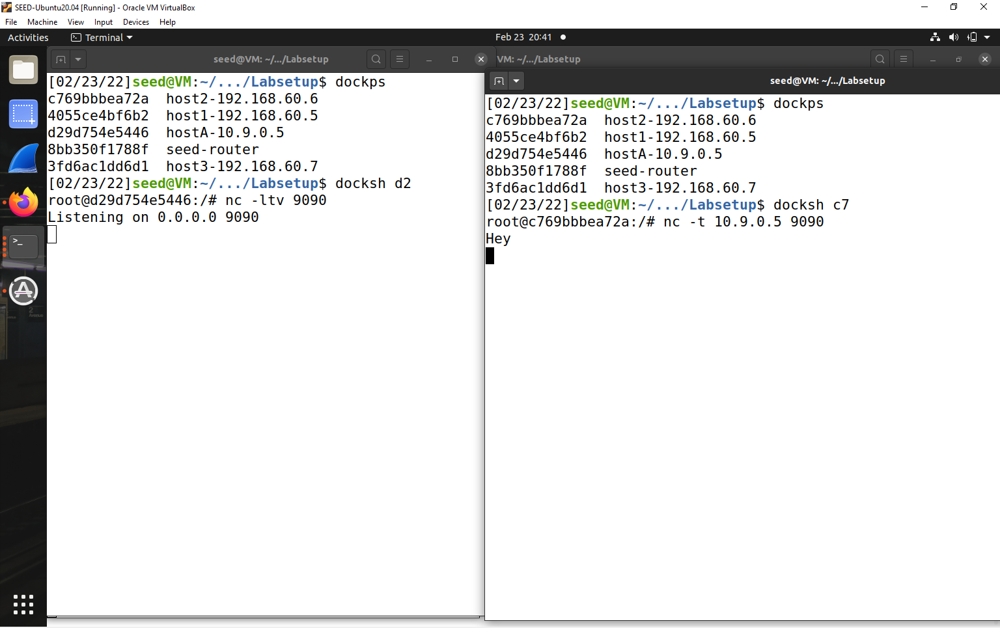 SEED-Ubuntu20.04 [Running] - Oracle VM VirtualBox
File Machine View Input Devices Help
Activities Terminal Feb 23 20:41
seed@VM: ~/.../Labsetup
VM: ~/.../Labsetup
[02/23/22]seed@VM:~/.../Labsetup$ dockps
c769bbbea72a host2-192.168.60.6
4055ce4bf6b2 host1-192.168.60.5
d29d754e5446 hostA-10.9.0.5
8bb350f1788f seed-router
3fd6ac1dd6d1 host3-192.168.60.7
[02/23/22]seed@VM:~/.../Labsetup$ docksh d2
root@d29d754e5446:/# nc -ltv 9090
Listening on 0.0.0.0 9090
seed@VM: ~/.../Labsetup
[02/23/22]seed@VM:~/.../Labsetup$ dockps
c769bbbea72a host2-192.168.60.6
4055ce4bf6b2 host1-192.168.60.5
d29d754e5446 hostA-10.9.0.5
8bb350f1788f seed-router
3fd6ac1dd6d1 host3-192.168.60.7
[02/23/22]seed@VM:~/.../Labsetup$ docksh c7
root@c769bbbea72a:/# nc -t 10.9.0.5 9090
Hey